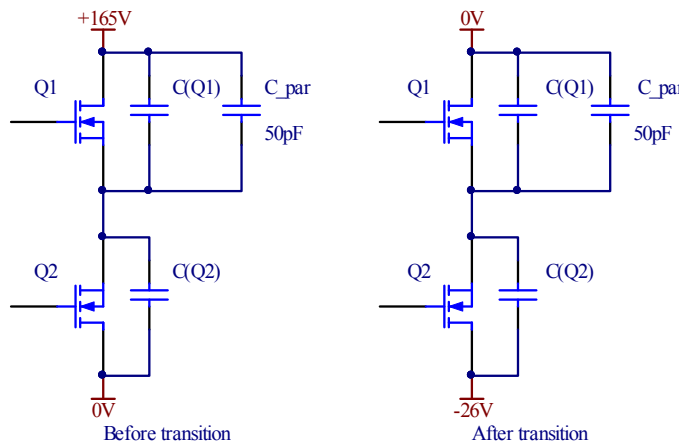 +165V
Q1
C(Q1)
C_par
50pF
Q2
C(Q2)
0V
Before transition
0V
Q1
C(Q1)
C_par
50pF
Q2
C(Q2)
-26V
After transition